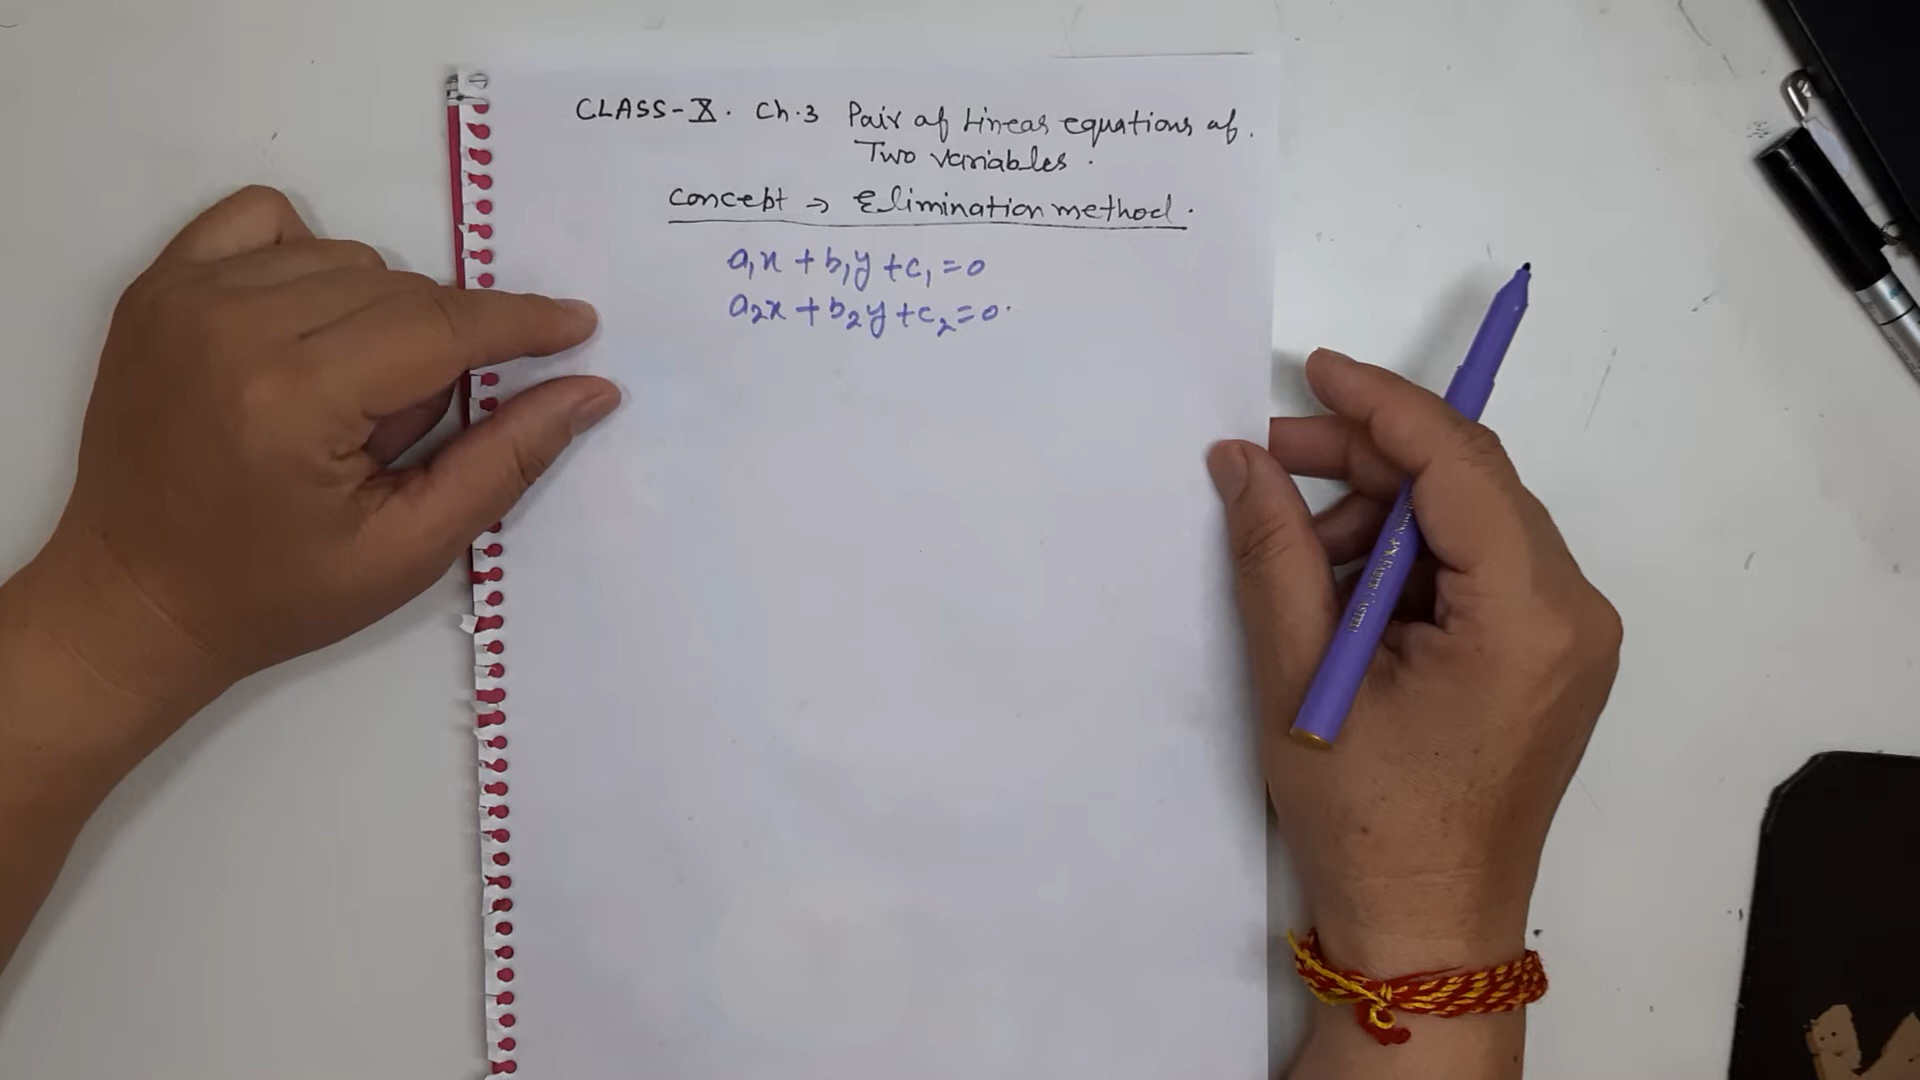 CLASS-X. Ch.3 Pair of Linear equations of.
Two variables.
Concept → Elimination method.
a₁x + b₁y + c₁ = 0
a₂x + b₂y + c₂ = 0.